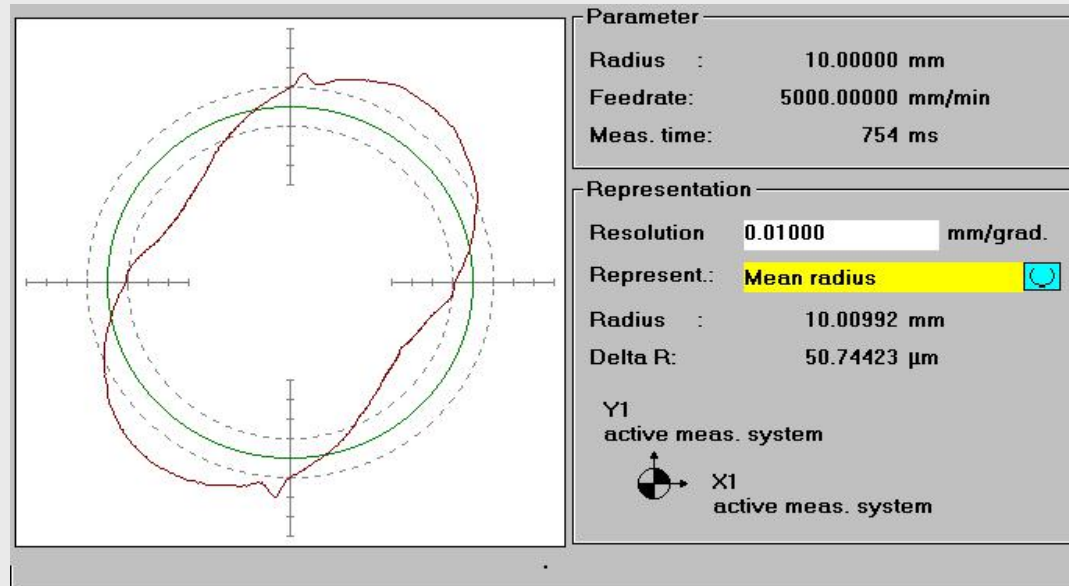 Parameter
Radius : 10.00000 mm
Feedrate: 5000.00000 mm/min
Meas. time: 754 ms
Representation
Resolution 0.01000 mm/grad.
Represent.: Mean radius
Radius : 10.00992 mm
Delta R: 50.74423 µm
Y1
active meas. system
X1
active meas. system